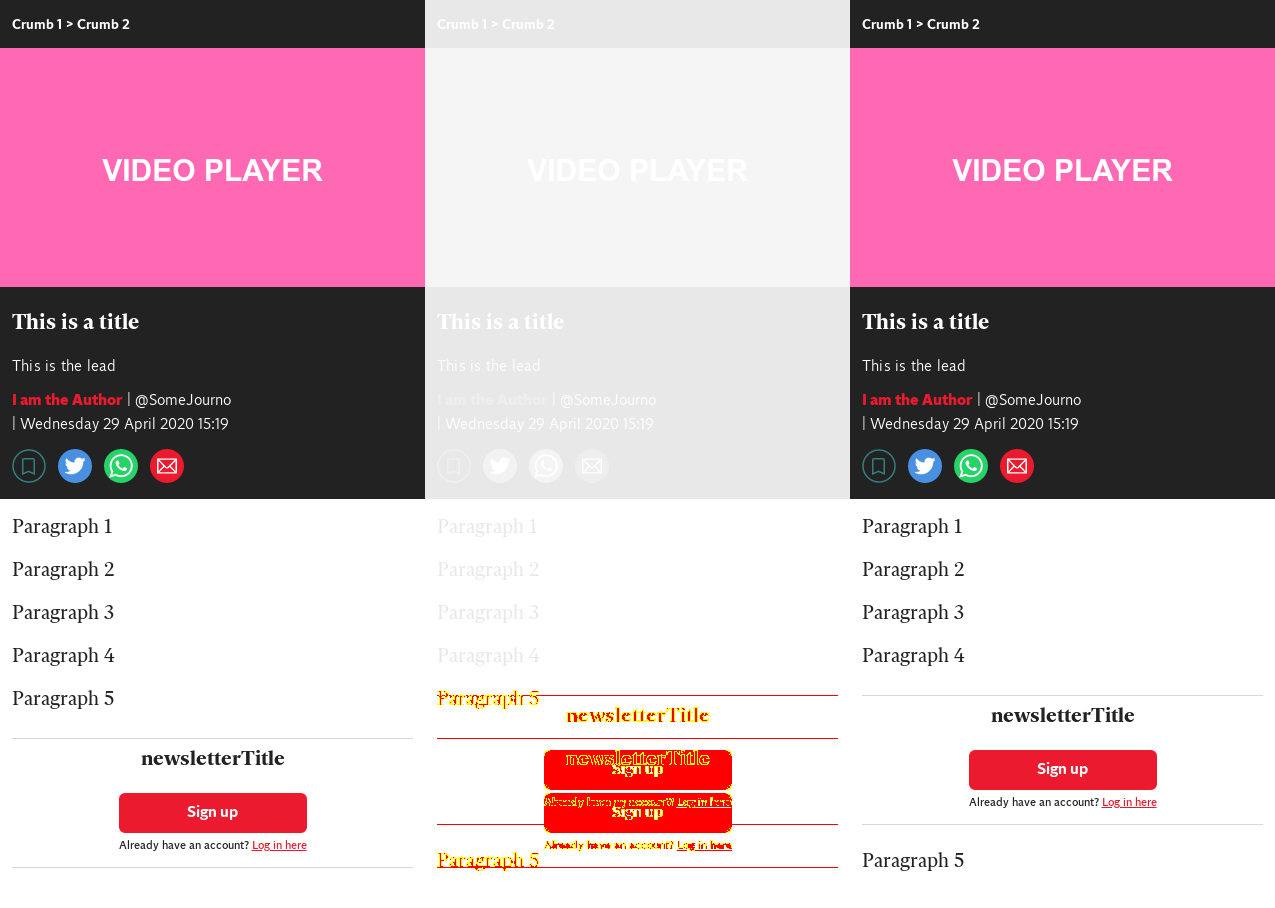 Crumb 1 > Crumb 2
VIDEO PLAYER
This is a title
This is the lead
I am the Author | @SomeJourno
| Wednesday 29 April 2020 15:19
Paragraph 1
Paragraph 2
Paragraph 3
Paragraph 4
Paragraph 5
newsletterTitle
Sign up
Already have an account? Log in here
Crumb 1 > Crumb 2
VIDEO PLAYER
This is a title
This is the lead
I am the Author | @SomeJourno
| Wednesday 29 April 2020 15:19
Paragraph 1
Paragraph 2
Paragraph 3
Paragraph 4
Paragraph 5
newsletterTitle
newsletterTitle
Sign up
Already have an account? Log in here
Sign up
Already have an account? Log in here
Paragraph 5
Crumb 1 > Crumb 2
VIDEO PLAYER
This is a title
This is the lead
I am the Author | @SomeJourno
| Wednesday 29 April 2020 15:19
Paragraph 1
Paragraph 2
Paragraph 3
Paragraph 4
newsletterTitle
Sign up
Already have an account? Log in here
Paragraph 5